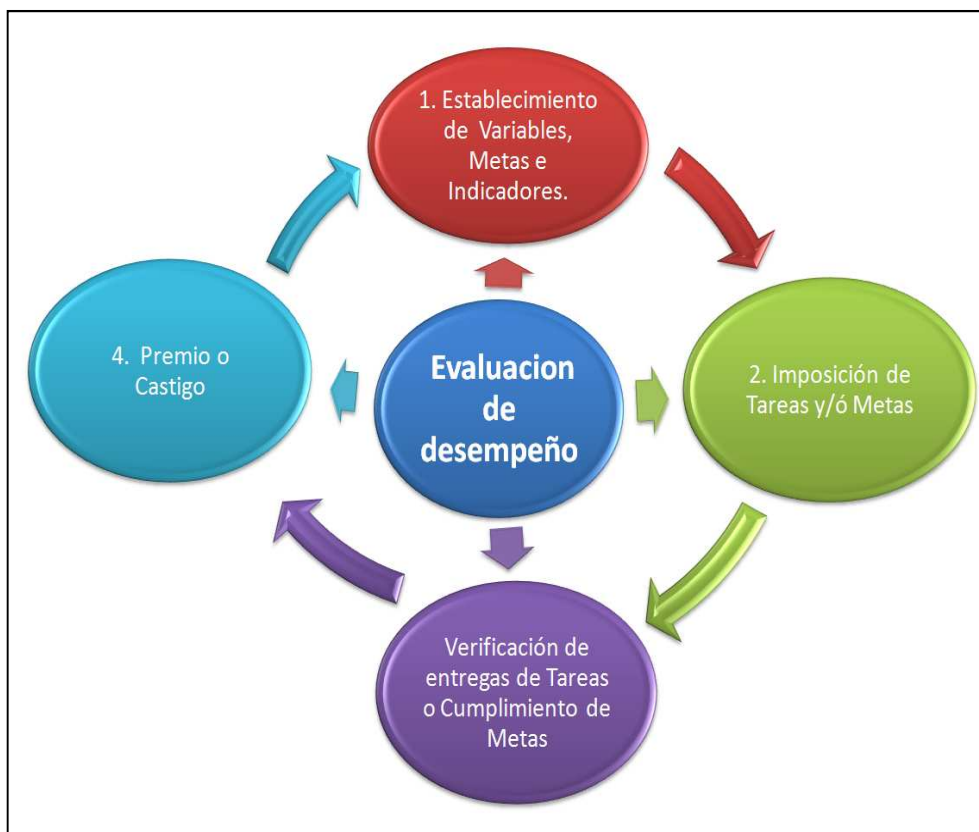 1. Establecimiento
de Variables,
Metas e
Indicadores.
4. Premio o
Castigo
Evaluacion
de
desempeño
2. Imposición de
Tareas y/ó Metas
Verificación de
entregas de Tareas
o Cumplimiento de
Metas